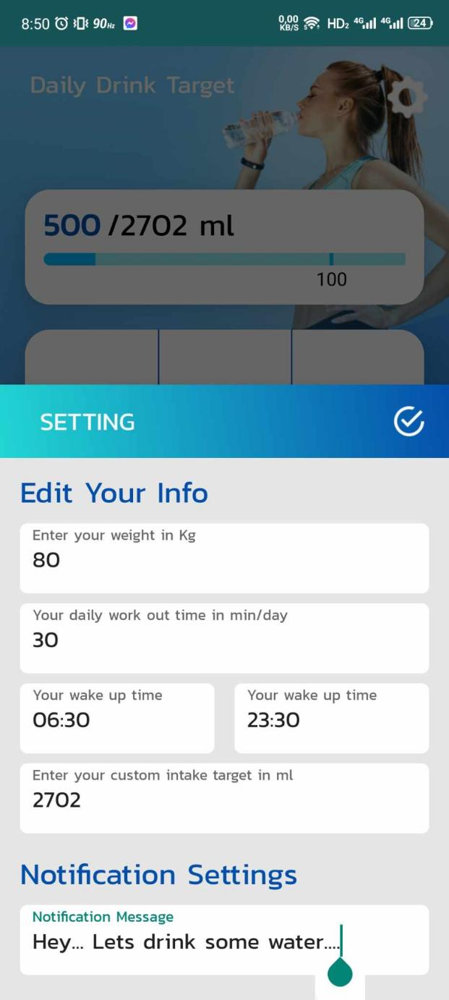 8:50 90Hz 0,00 KB/S 5 HD2 4G 4G 24
Daily Drink Target
500 /2702 ml
100
SETTING
Edit Your Info
Enter your weight in Kg
80
Your daily work out time in min/day
30
Your wake up time Your wake up time
06:30 23:30
Enter your custom intake target in ml
2702
Notification Settings
Notification Message
Hey... Lets drink some water....